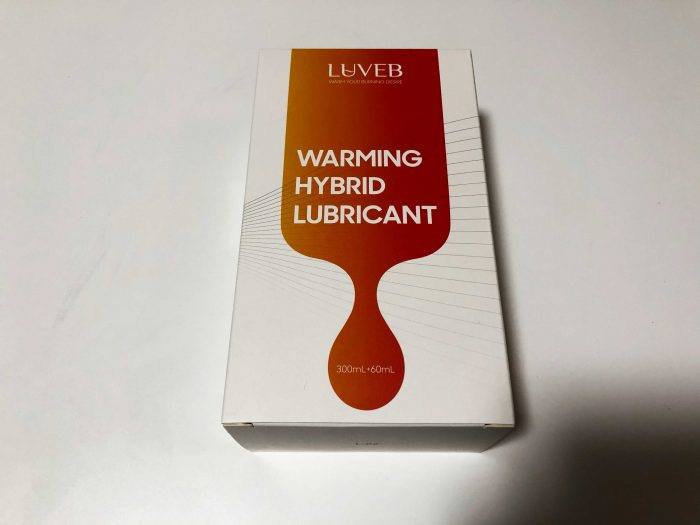 LUVEB
WARM YOUR BURNING DESIRE
WARMING
HYBRID
LUBRICANT
300mL+60mL